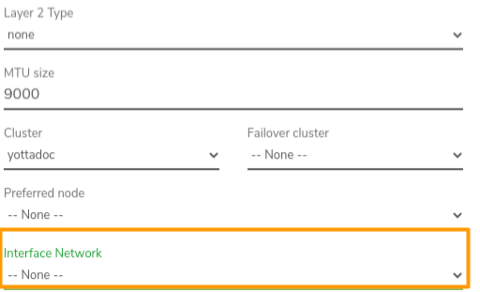 Layer 2 Type
none
MTU size
9000
Cluster
Failover cluster
yottadoc
-- None --
Preferred node
-- None --
Interface Network
-- None --